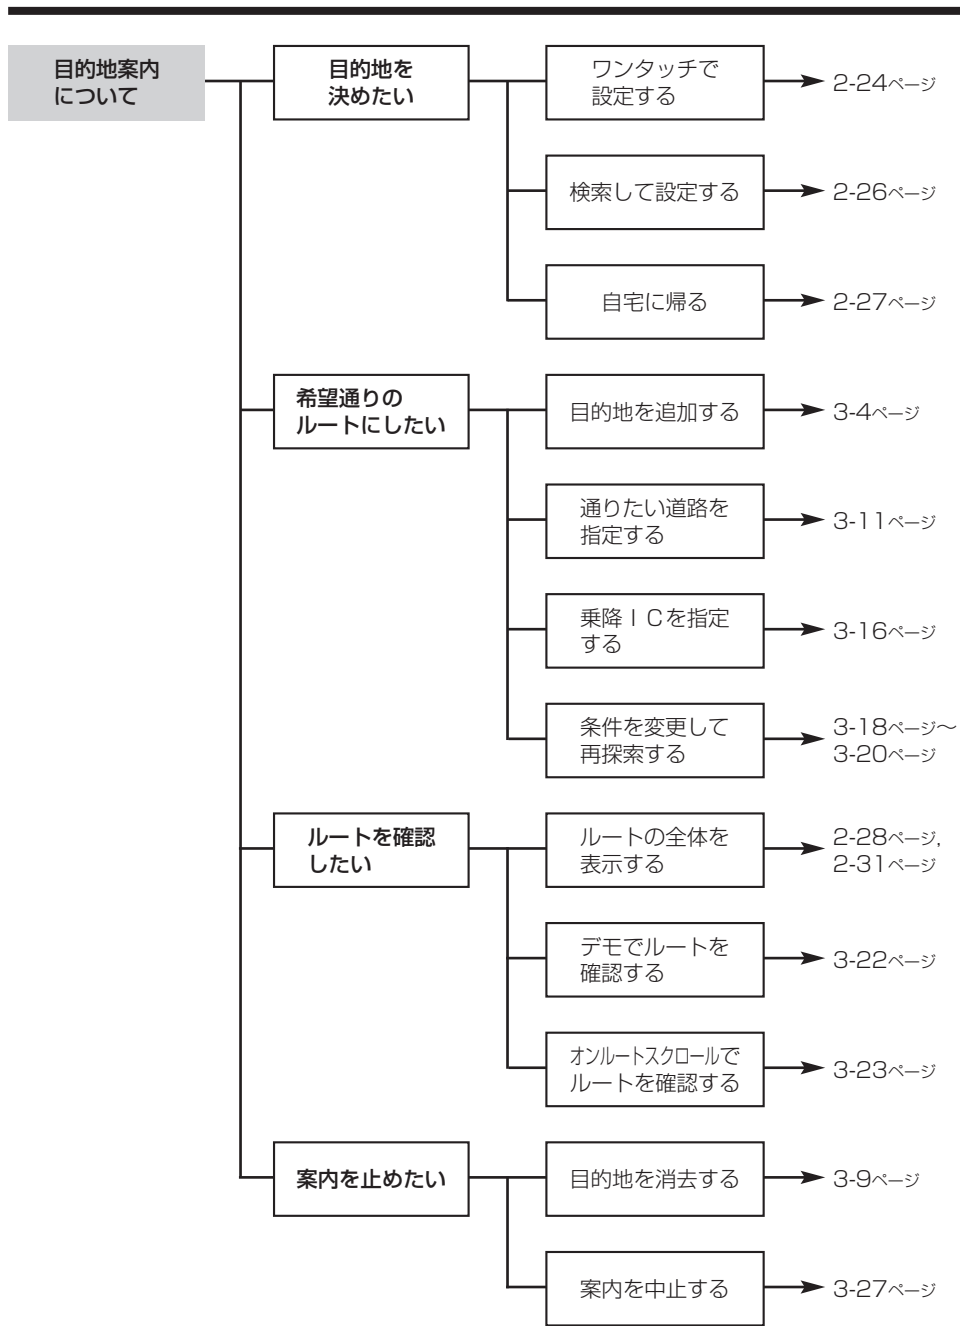 目的地案内
について
目的地を
決めたい
ワンタッチで
設定する
2-24ページ
検索して設定する
2-26ページ
自宅に帰る
2-27ページ
希望通りの
ルートにしたい
目的地を追加する
3-4ページ
通りたい道路を
指定する
3-11ページ
乗降ＩＣを指定
する
3-16ページ
条件を変更して
再探索する
3-18ページ～
3-20ページ
ルートを確認
したい
ルートの全体を
表示する
2-28ページ,
2-31ページ
デモでルートを
確認する
3-22ページ
オンルートスクロールで
ルートを確認する
3-23ページ
案内を止めたい
目的地を消去する
3-9ページ
案内を中止する
3-27ページ